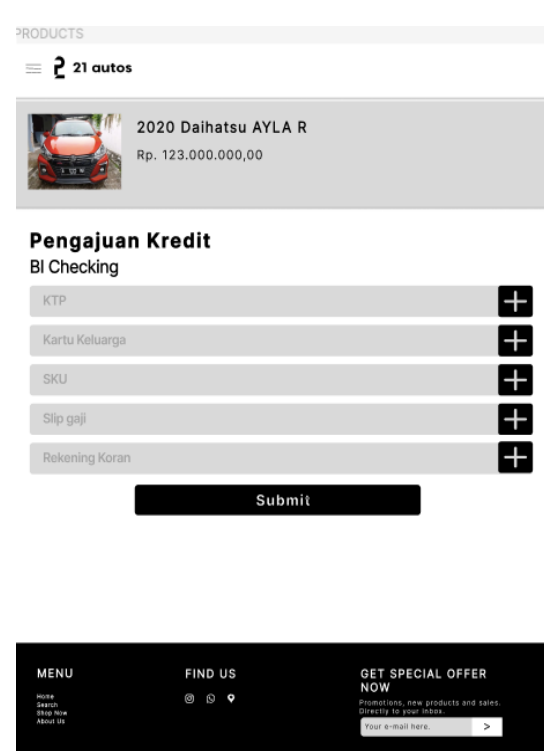 PRODUCTS
21 autos
2020 Daihatsu AYLA R
Rp. 123.000.000,00
Pengajuan Kredit
BI Checking
KTP
Kartu Keluarga
SKU
Slip gaji
Rekening Koran
Submit
MENU
Home
Search
Shop Now
About Us
FIND US
GET SPECIAL OFFER
NOW
Promotions, new products and sales.
Directly to your inbox.
Your e-mail here.
>